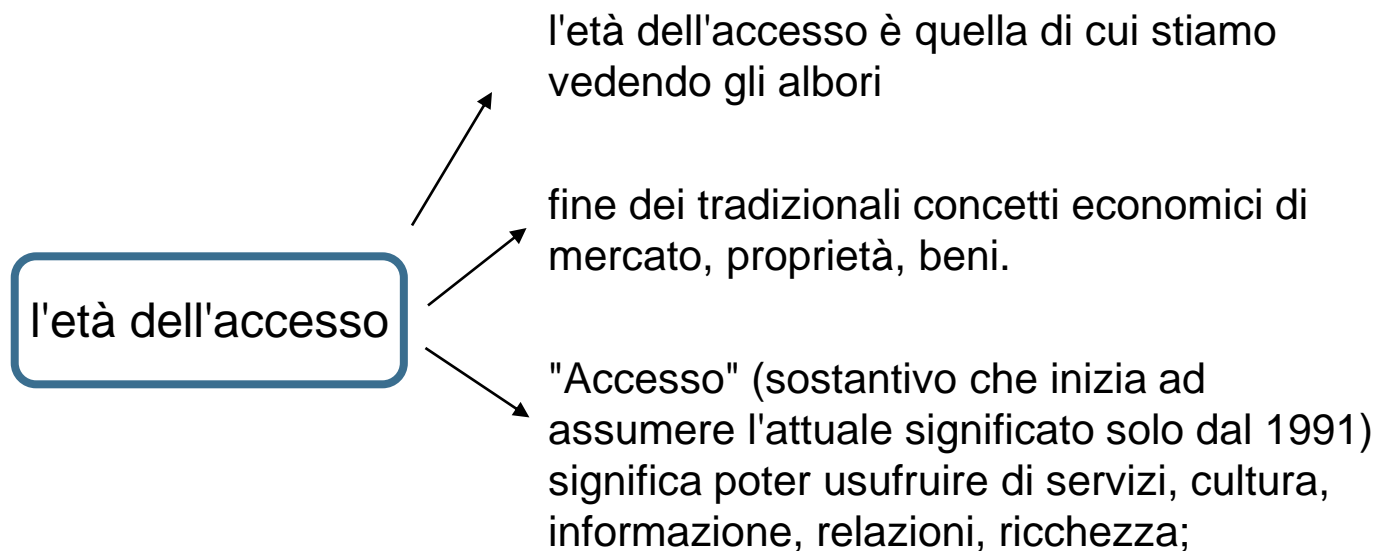 l'età dell'accesso è quella di cui stiamo
vedendo gli albori
fine dei tradizionali concetti economici di
mercato, proprietà, beni.
l'età dell'accesso
"Accesso" (sostantivo che inizia ad
assumere l'attuale significato solo dal 1991)
significa poter usufruire di servizi, cultura,
informazione, relazioni, ricchezza;